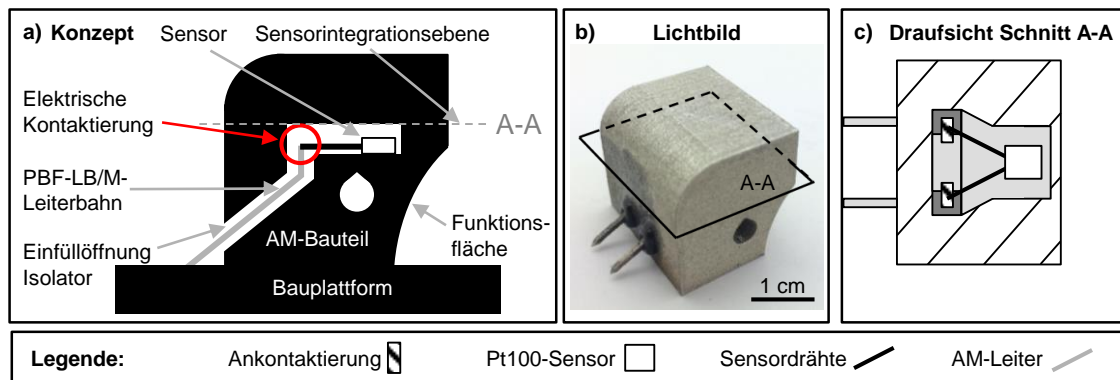 a) Konzept
Sensor
Sensorintegrationsebene
Elektrische
Kontaktierung
A-A
PBF-LB/M-
Leiterbahn
Einfüllöffnung
Isolator
AM-Bauteil
Funktions-
fläche
Bauplattform
b) Lichtbild
A-A
1 cm
c) Draufsicht Schnitt A-A
Legende: Ankontaktierung Pt100-Sensor Sensordrähte AM-Leiter